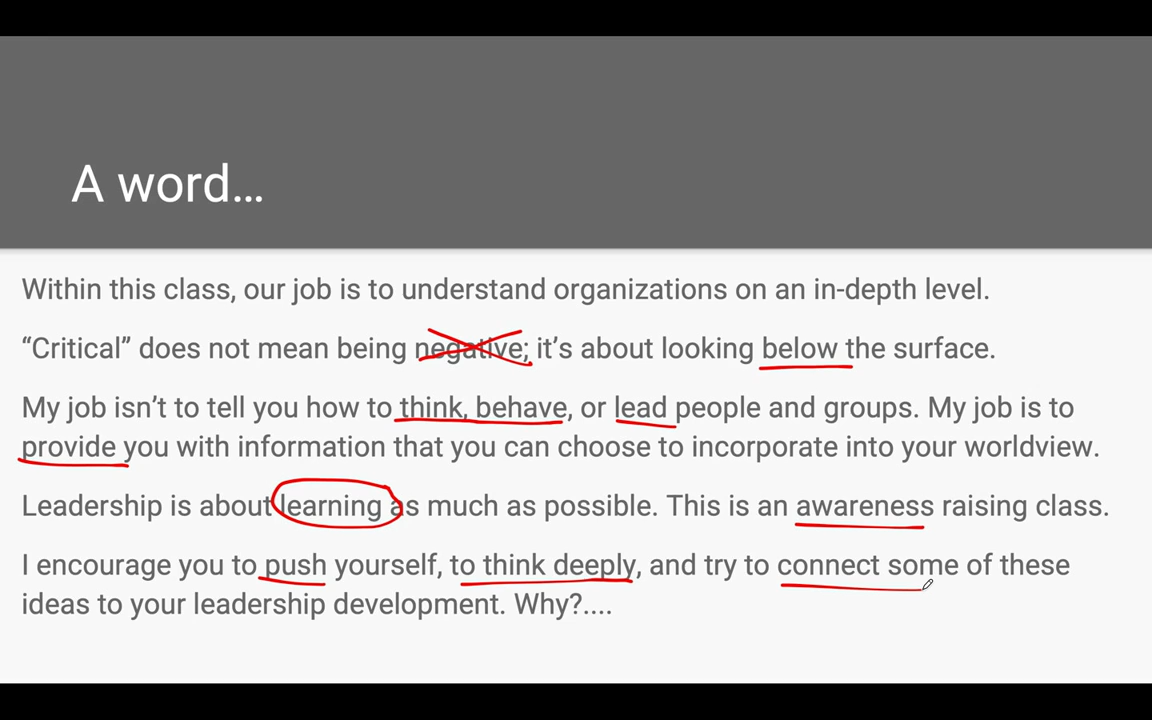 A word…
Within this class, our job is to understand organizations on an in-depth level.
“Critical” does not mean being negative; it’s about looking below the surface.
My job isn’t to tell you how to think, behave, or lead people and groups. My job is to
provide you with information that you can choose to incorporate into your worldview.
Leadership is about learning as much as possible. This is an awareness raising class.
I encourage you to push yourself, to think deeply, and try to connect some of these
ideas to your leadership development. Why?....